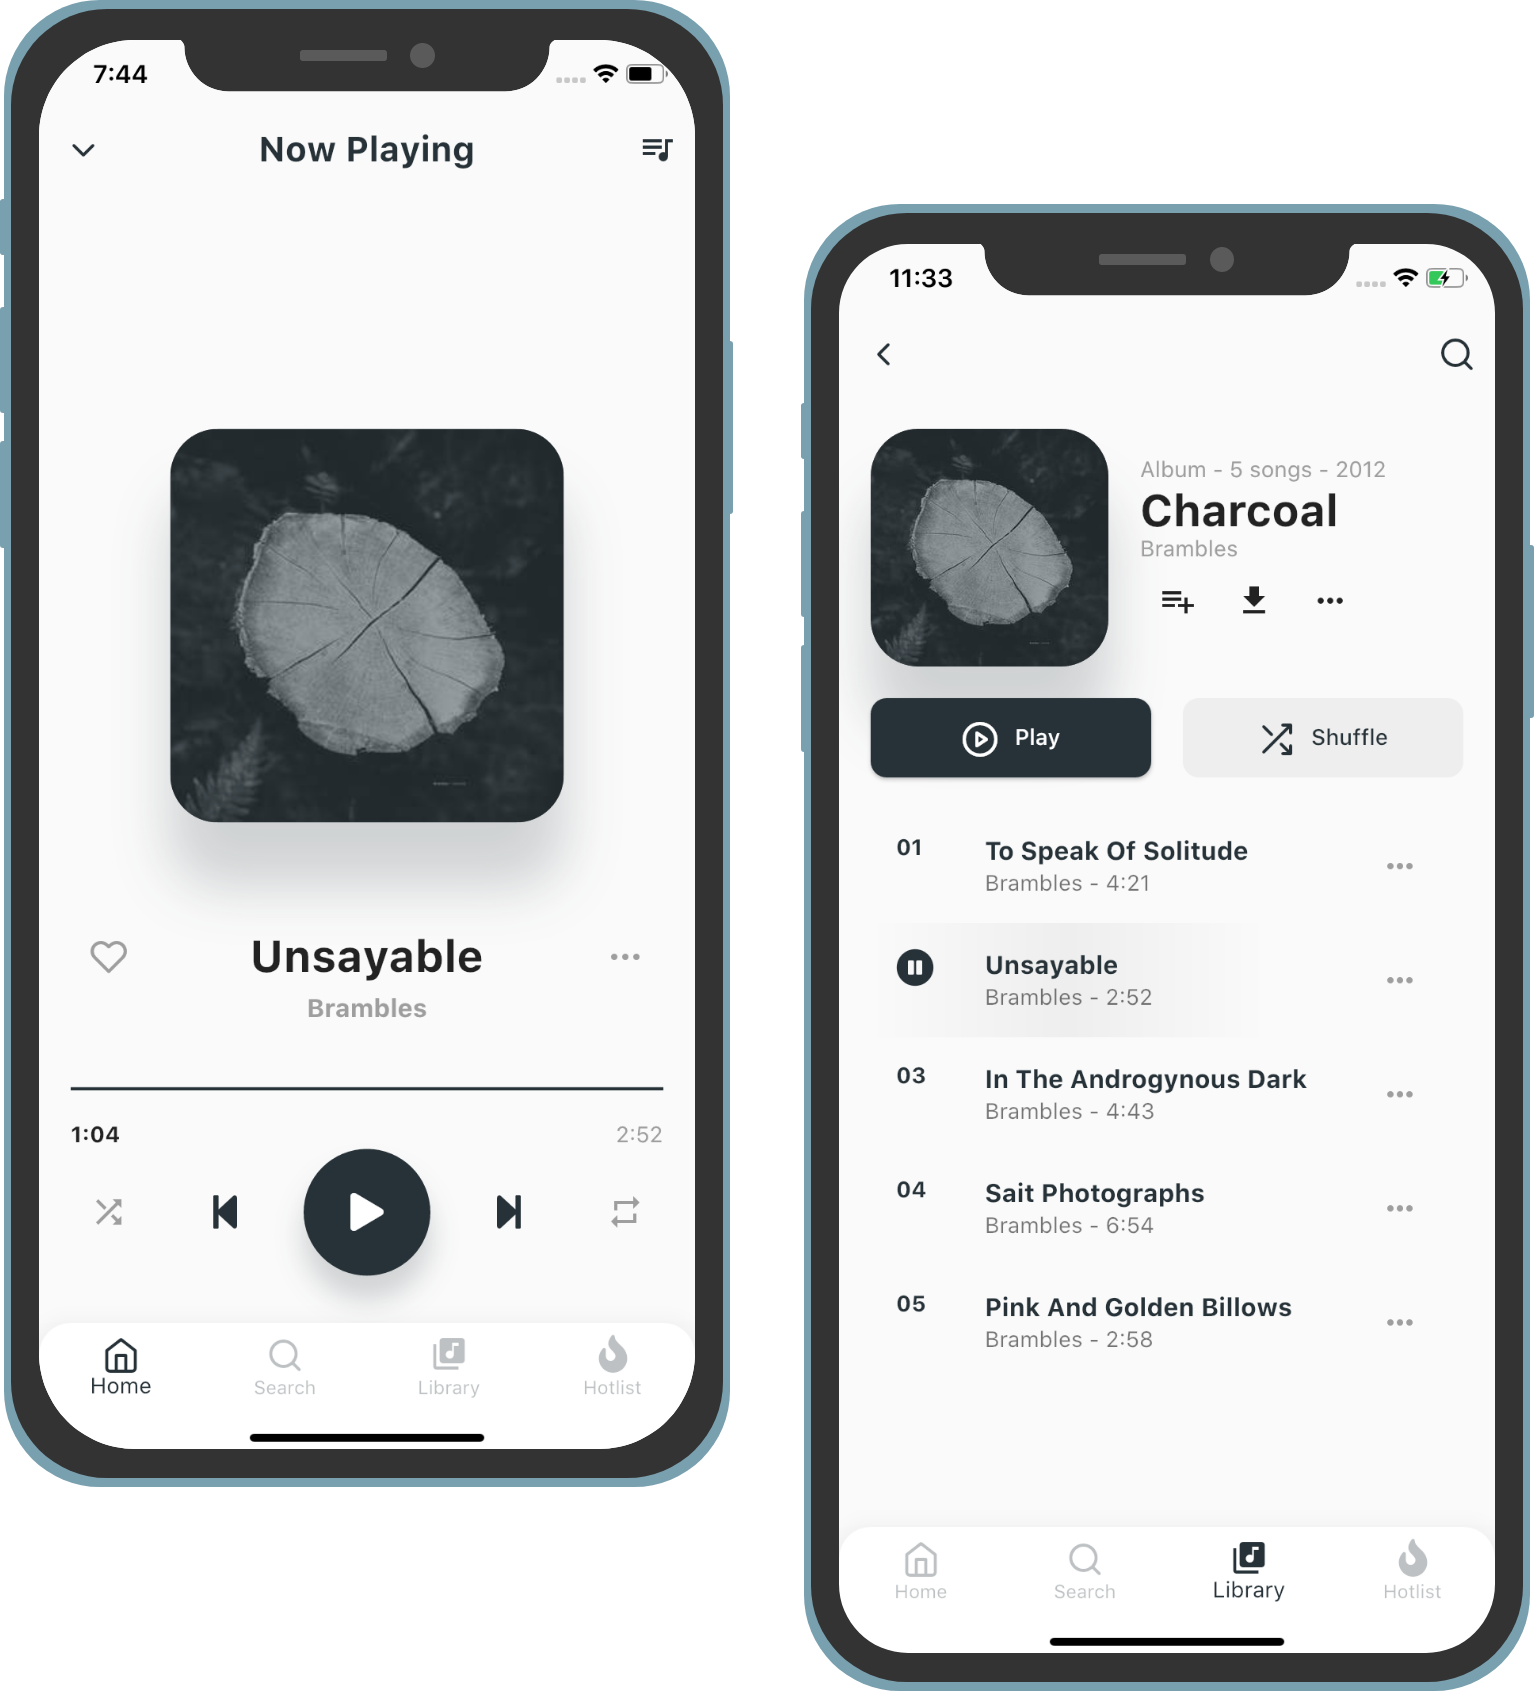 7:44
Now Playing
Unsayable
Brambles
1:04
2:52
Home
Search
Library
Hotlist
11:33
Album - 5 songs - 2012
Charcoal
Brambles
Play
Shuffle
01
To Speak Of Solitude
Brambles - 4:21
Unsayable
Brambles - 2:52
03
In The Androgynous Dark
Brambles - 4:43
04
Sait Photographs
Brambles - 6:54
05
Pink And Golden Billows
Brambles - 2:58
Home
Search
Library
Hotlist